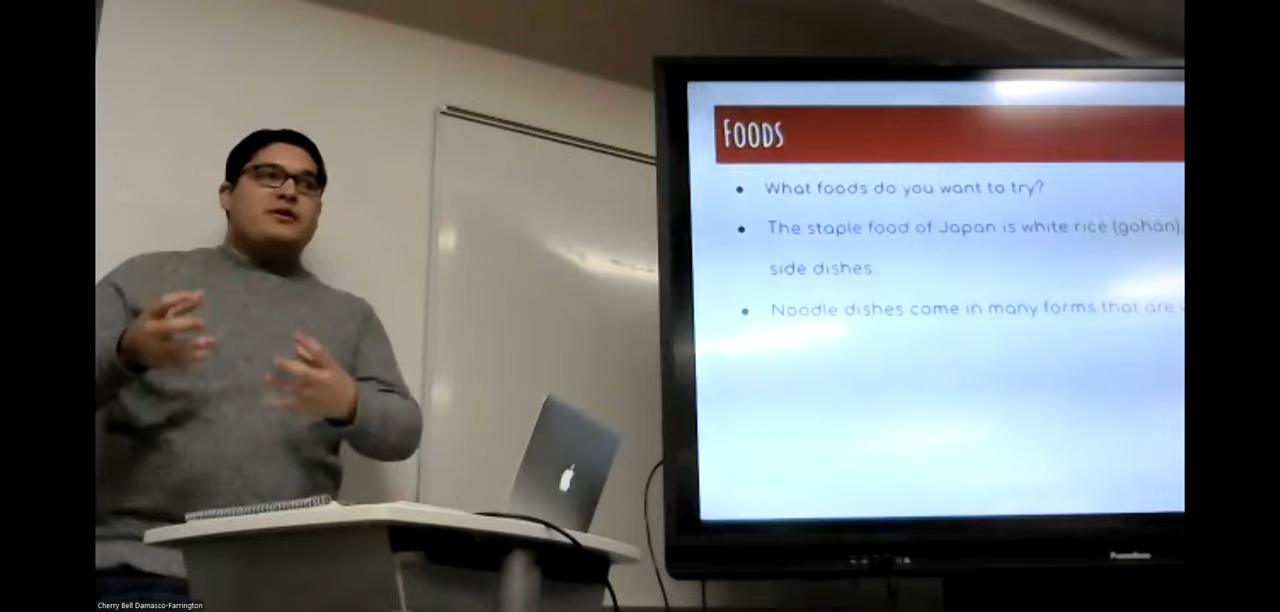 FOODS
What foods do you want to try?
The staple food of Japan is white rice (gohan),
side dishes
Noodle dishes come in many forms that are
Promethean
Cherry Bell Damasco-Farrington